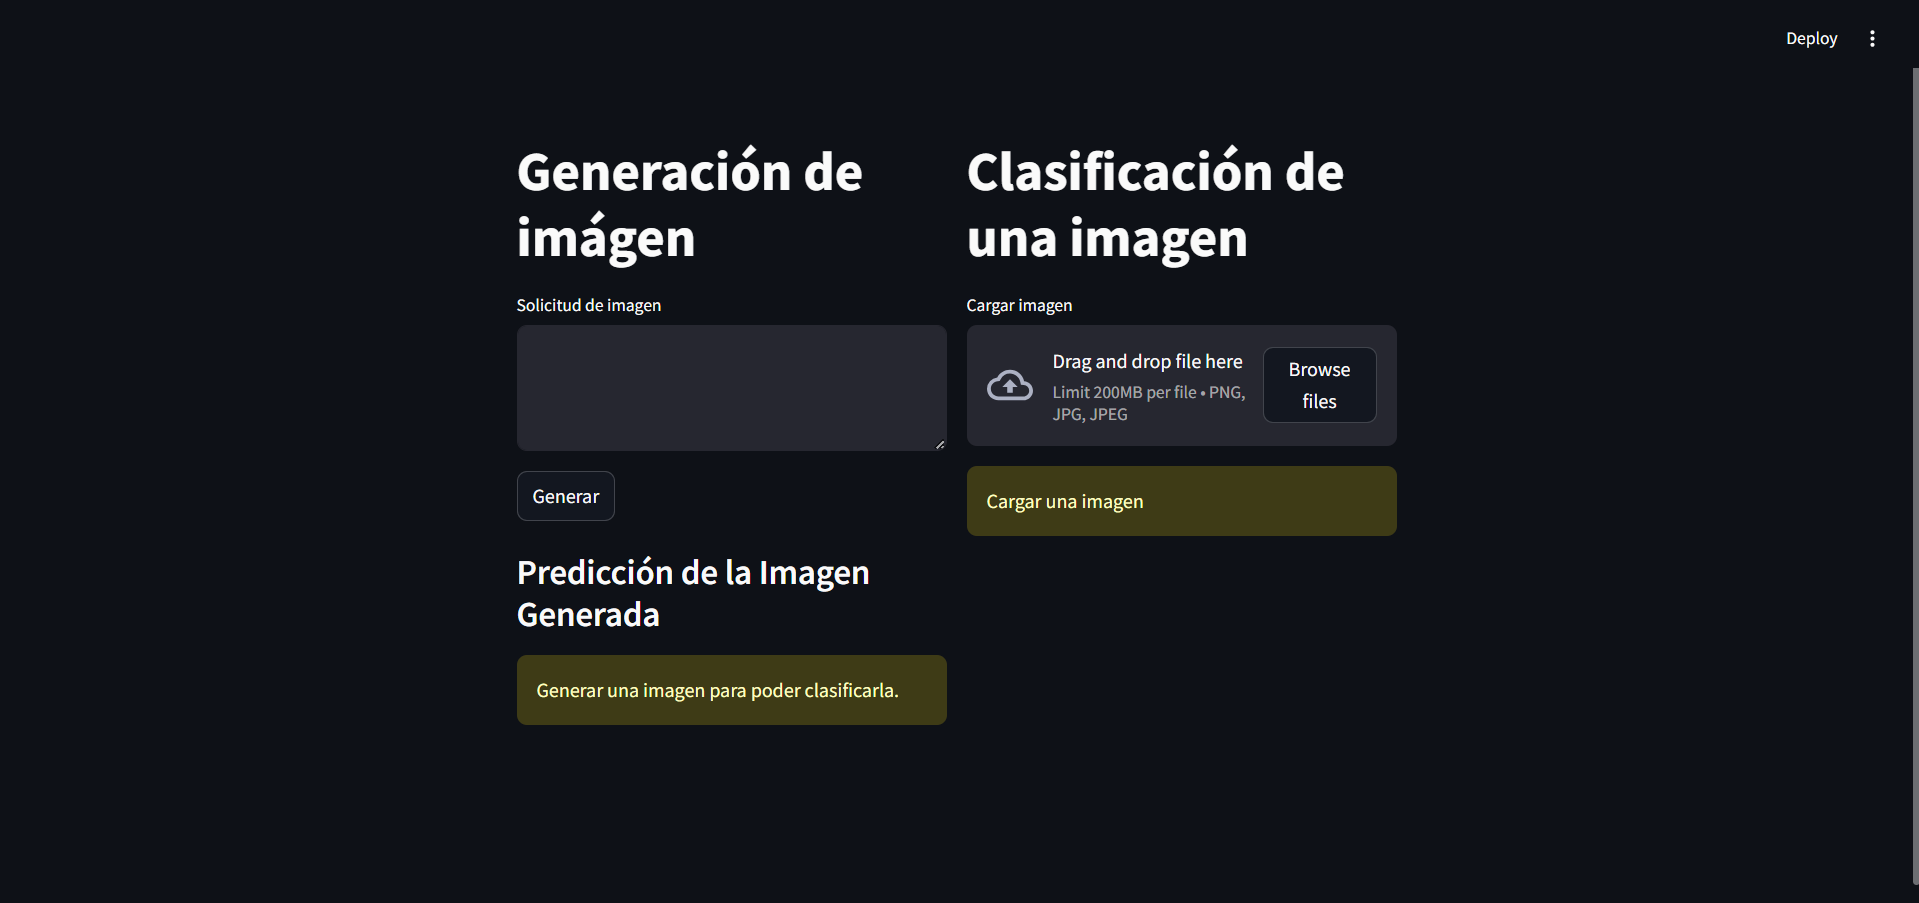 Deploy
Generación de
imágen
Solicitud de imagen
Generar
Predicción de la Imagen
Generada
Generar una imagen para poder clasificarla.
Clasificación de
una imagen
Cargar imagen
Drag and drop file here
Limit 200MB per file • PNG,
JPG, JPEG
Browse
files
Cargar una imagen